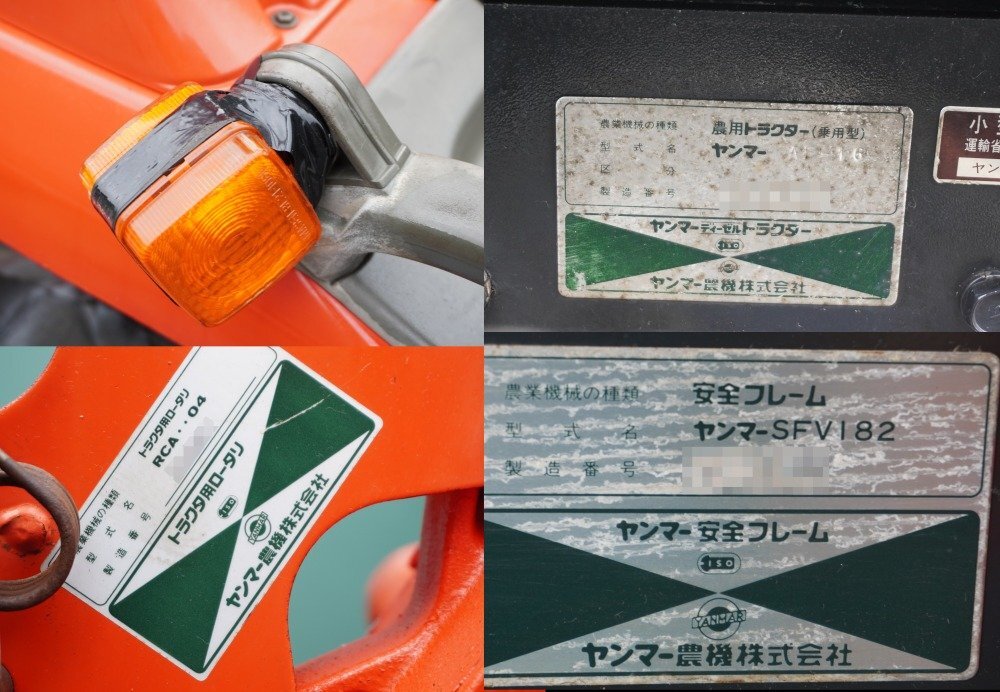 農業機械の種類 農用トラクター(乗用型)
型式名 ヤンマー
区分
製造番号
ヤンマーディーゼルトラクター
ISO
ヤンマー農機株式会社
小
運輸省
ヤン
農業機械の種類 トラクタ用ロータリ
型式名
製造番号
トラクタ用ロータリ
ISO
YANMAR
ヤンマー農機株式会社
農業機械の種類 安全フレーム
型式名 ヤンマーSFV182
製造番号
ヤンマー安全フレーム
ISO
YANMAR
ヤンマー農機株式会社